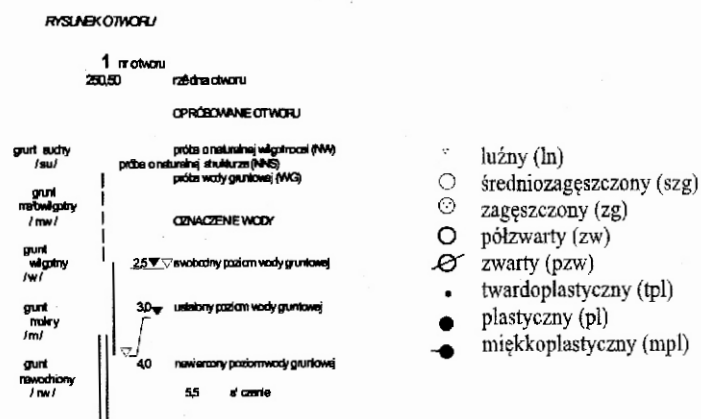 RYSUNEK OTWORU
1 nr otworu
250,50 rzędna otworu
OPRÓBOWANIE OTWORU
grunt suchy /su/
próba o naturalnej wilgotności (NW)
próba o naturalnej strukturze (NNS)
próba wody gruntowej (WG)
grunt małowilgotny /mw/
OZNACZENIE WODY
grunt wilgotny /w/
2,5 swobodny poziom wody gruntowej
grunt mokry /m/
3,0 ustalony poziom wody gruntowej
grunt nawodniony /nw/
4,0 nawiercony poziom wody gruntowej
5,5 s' czenie
luźny (ln)
średniozagęszczony (szg)
zagęszczony (zg)
półzwarty (zw)
zwarty (pzw)
twardoplastyczny (tpl)
plastyczny (pl)
miękkoplastyczny (mpl)